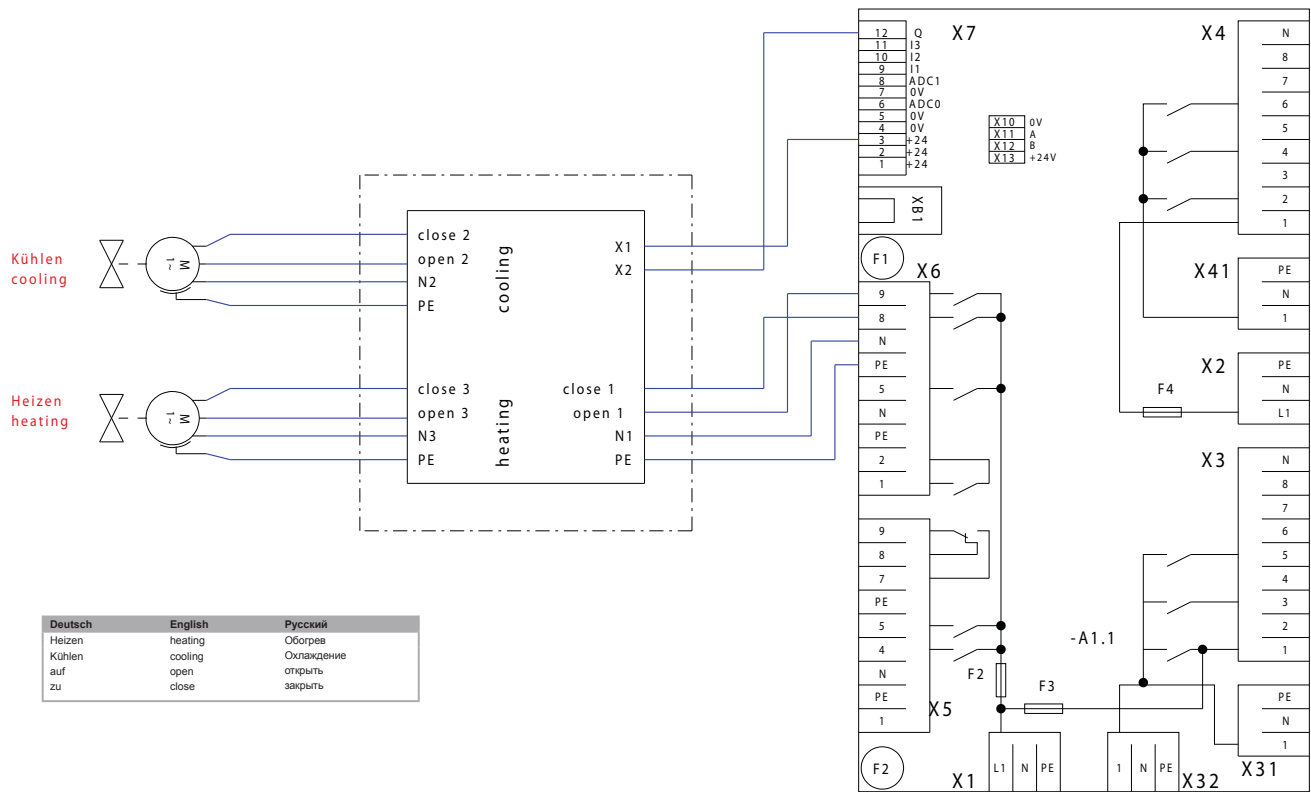 Kühlen
cooling
M
1~
Heizen
heating
M
1~
close 2
open 2
N2
PE
cooling
X1
X2
close 3
open 3
N3
PE
heating
close 1
open 1
N1
PE
Deutsch English Русский
Heizen heating Обогрев
Kühlen cooling Охлаждение
auf open открыть
zu close закрыть
X7
12 Q
11 I3
10 I2
9 I1
8 ADC1
7 0V
6 ADC0
5 0V
4 0V
3 +24
2 +24
1 +24
X10 0V
X11 A
X12 B
X13 +24V
XB1
F1
X6
9
8
N
PE
5
N
PE
2
1
9
8
7
PE
5
4
N
PE
1
X5
F2
F2
F3
X1
L1 N PE
-A1.1
1 N PE
X32
X4
N
8
7
6
5
4
3
2
1
X41
PE
N
1
X2
PE
N
L1
F4
X3
N
8
7
6
5
4
3
2
1
PE
N
1
X31